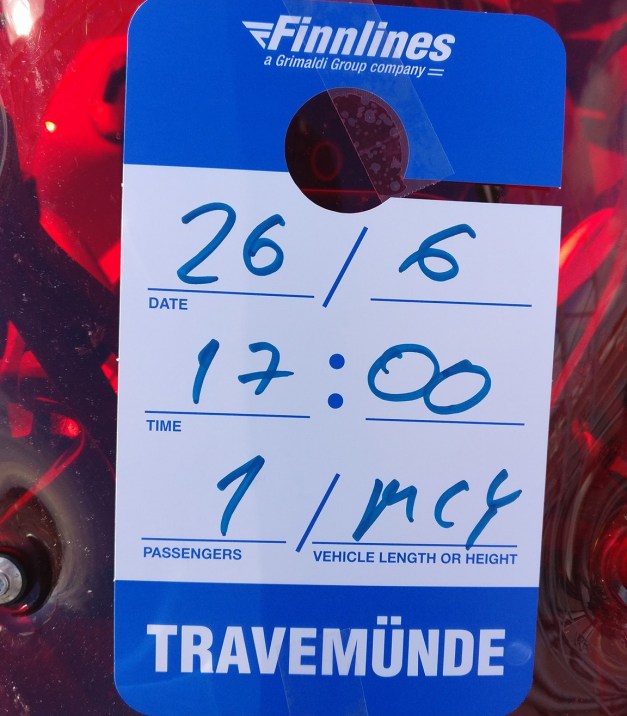 Finnlines
a Grimaldi Group company
26 / 6
DATE
17 : 00
TIME
1 / MCY
PASSENGERS VEHICLE LENGTH OR HEIGHT
TRAVEMÜNDE